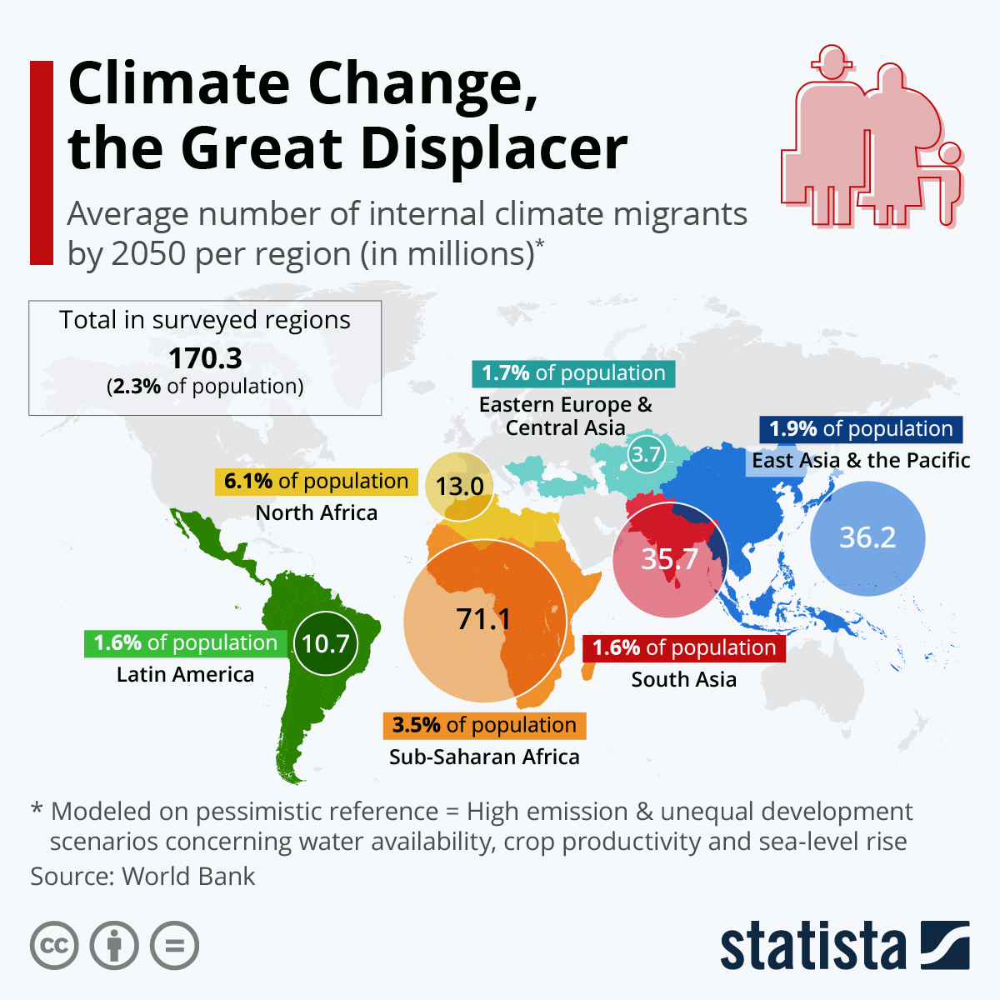 Climate Change,
the Great Displacer
Average number of internal climate migrants
by 2050 per region (in millions)*
Total in surveyed regions
170.3
(2.3% of population)
1.7% of population
Eastern Europe &
Central Asia
3.7
1.9% of population
East Asia & the Pacific
36.2
6.1% of population
North Africa
13.0
35.7
1.6% of population
South Asia
71.1
3.5% of population
Sub-Saharan Africa
1.6% of population
Latin America
10.7
* Modeled on pessimistic reference = High emission & unequal development
scenarios concerning water availability, crop productivity and sea-level rise
Source: World Bank
cc
statista